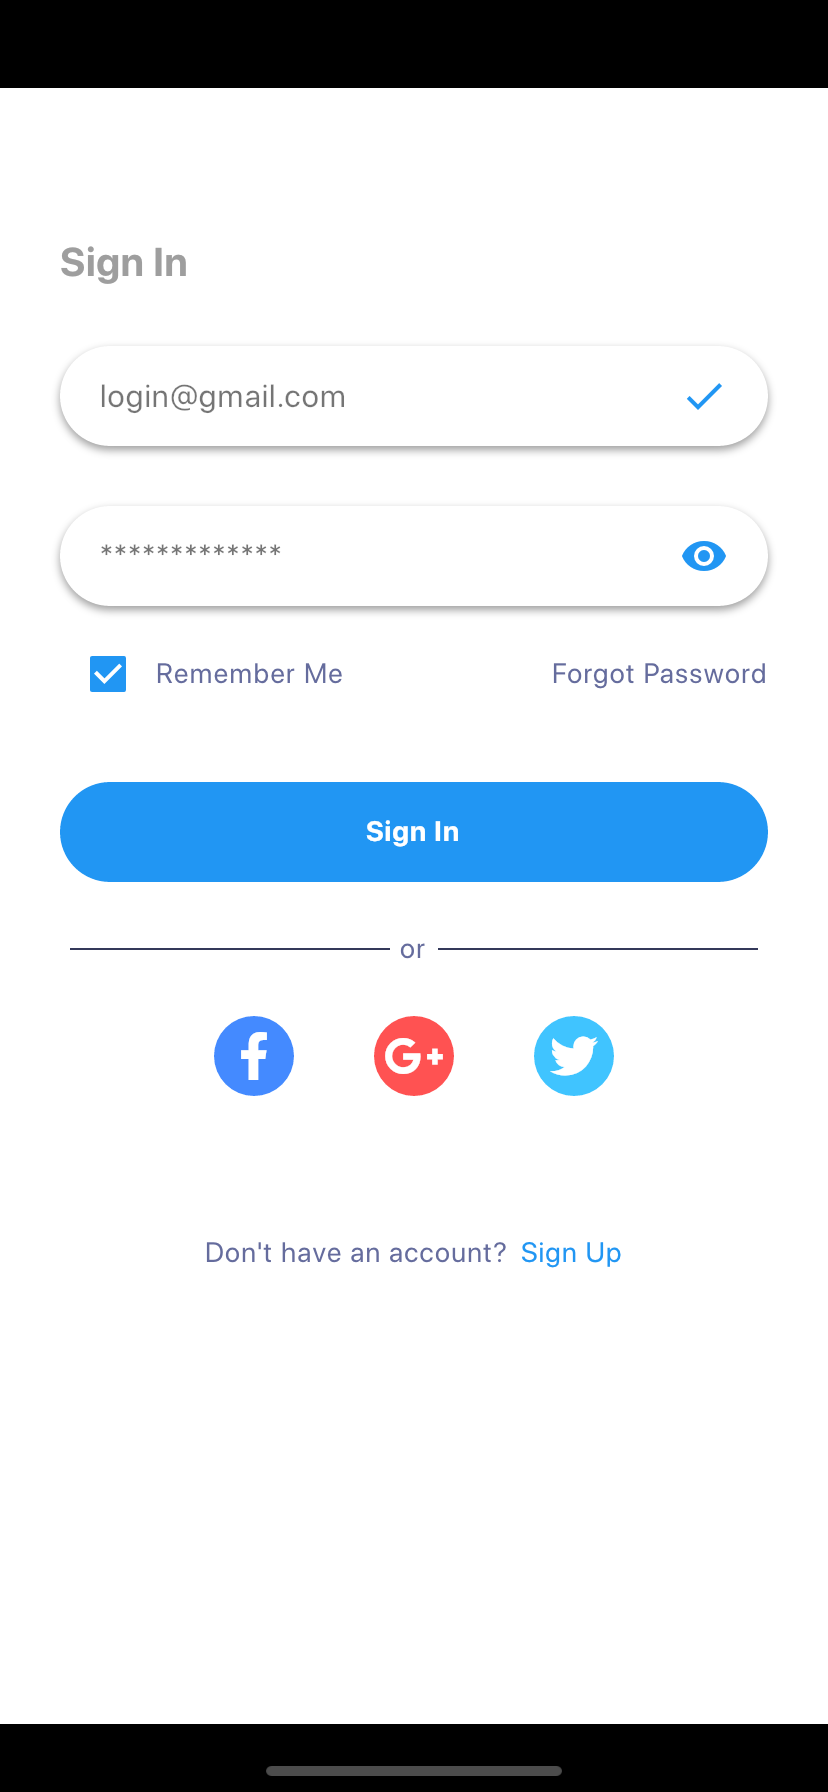 Sign In
login@gmail.com
*************
Remember Me Forgot Password
Sign In
or
f G+
Don't have an account? Sign Up